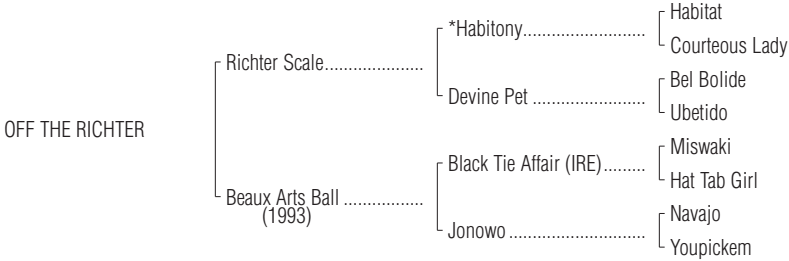 Habitat
*Habitony.........................
Courteous Lady
Richter Scale.....................
Bel Bolide
Devine Pet ........................
Ubetido
OFF THE RICHTER
Miswaki
Black Tie Affair (IRE).........
Hat Tab Girl
Beaux Arts Ball .................
(1993)
Navajo
Jonowo .............................
Youpickem